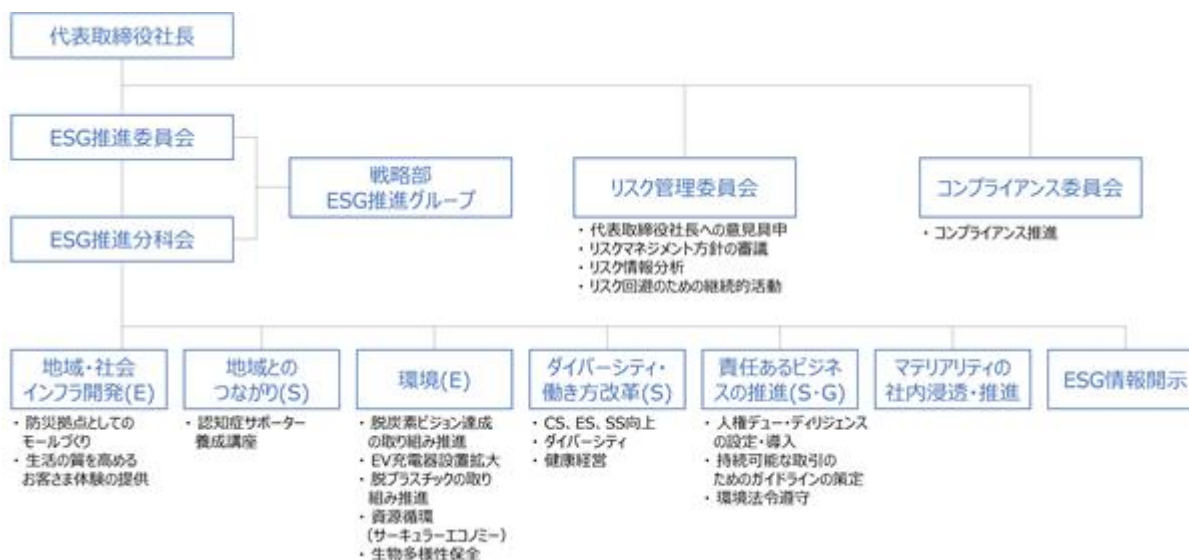 代表取締役社長
ESG推進委員会
戦略部
ESG推進グループ
ESG推進分科会
リスク管理委員会
・代表取締役社長への意見具申
・リスクマネジメント方針の審議
・リスク情報分析
・リスク回避のための継続的活動
コンプライアンス委員会
・コンプライアンス推進
地域・社会
インフラ開発(E)
・防災拠点としての
モールづくり
・生活の質を高める
お客さま体験の提供
地域との
つながり(S)
・認知症サポーター
養成講座
環境(E)
・脱炭素ビジョン達成
の取り組み推進
・EV充電器設置拡大
・脱プラスチックの取り
組み推進
・資源循環
（サーキュラーエコノミー）
・生物多様性保全
ダイバーシティ・
働き方改革(S)
・CS、ES、SS向上
・ダイバーシティ
・健康経営
責任あるビジネ
スの推進(S・G)
・人権デュー・ディリジェンス
の設定・導入
・持続可能な取引の
ためのガイドラインの策定
・環境法令遵守
マテリアリティの
社内浸透・推進
ESG情報開示